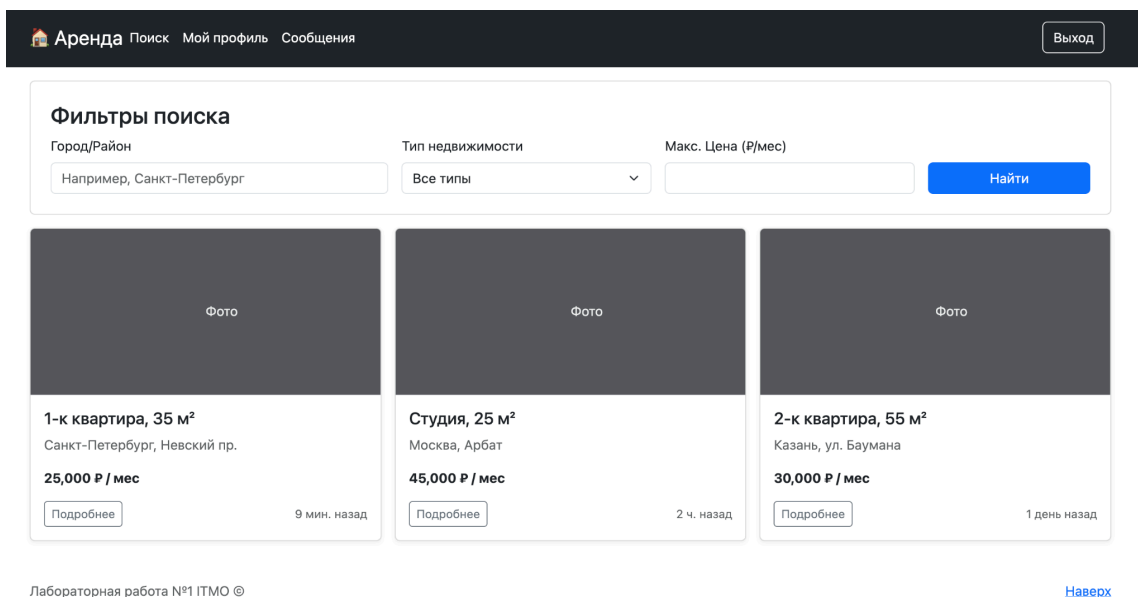 🏠 Аренда Поиск Мой профиль Сообщения Выход
Фильтры поиска
Город/Район Тип недвижимости Макс. Цена (₽/мес)
Например, Санкт-Петербург Все типы Найти
Фото Фото Фото
1-к квартира, 35 м² Студия, 25 м² 2-к квартира, 55 м²
Санкт-Петербург, Невский пр. Москва, Арбат Казань, ул. Баумана
25,000 ₽ / мес 45,000 ₽ / мес 30,000 ₽ / мес
Подробнее 9 мин. назад Подробнее 2 ч. назад Подробнее 1 день назад
Лабораторная работа №1 ITMO © Наверх